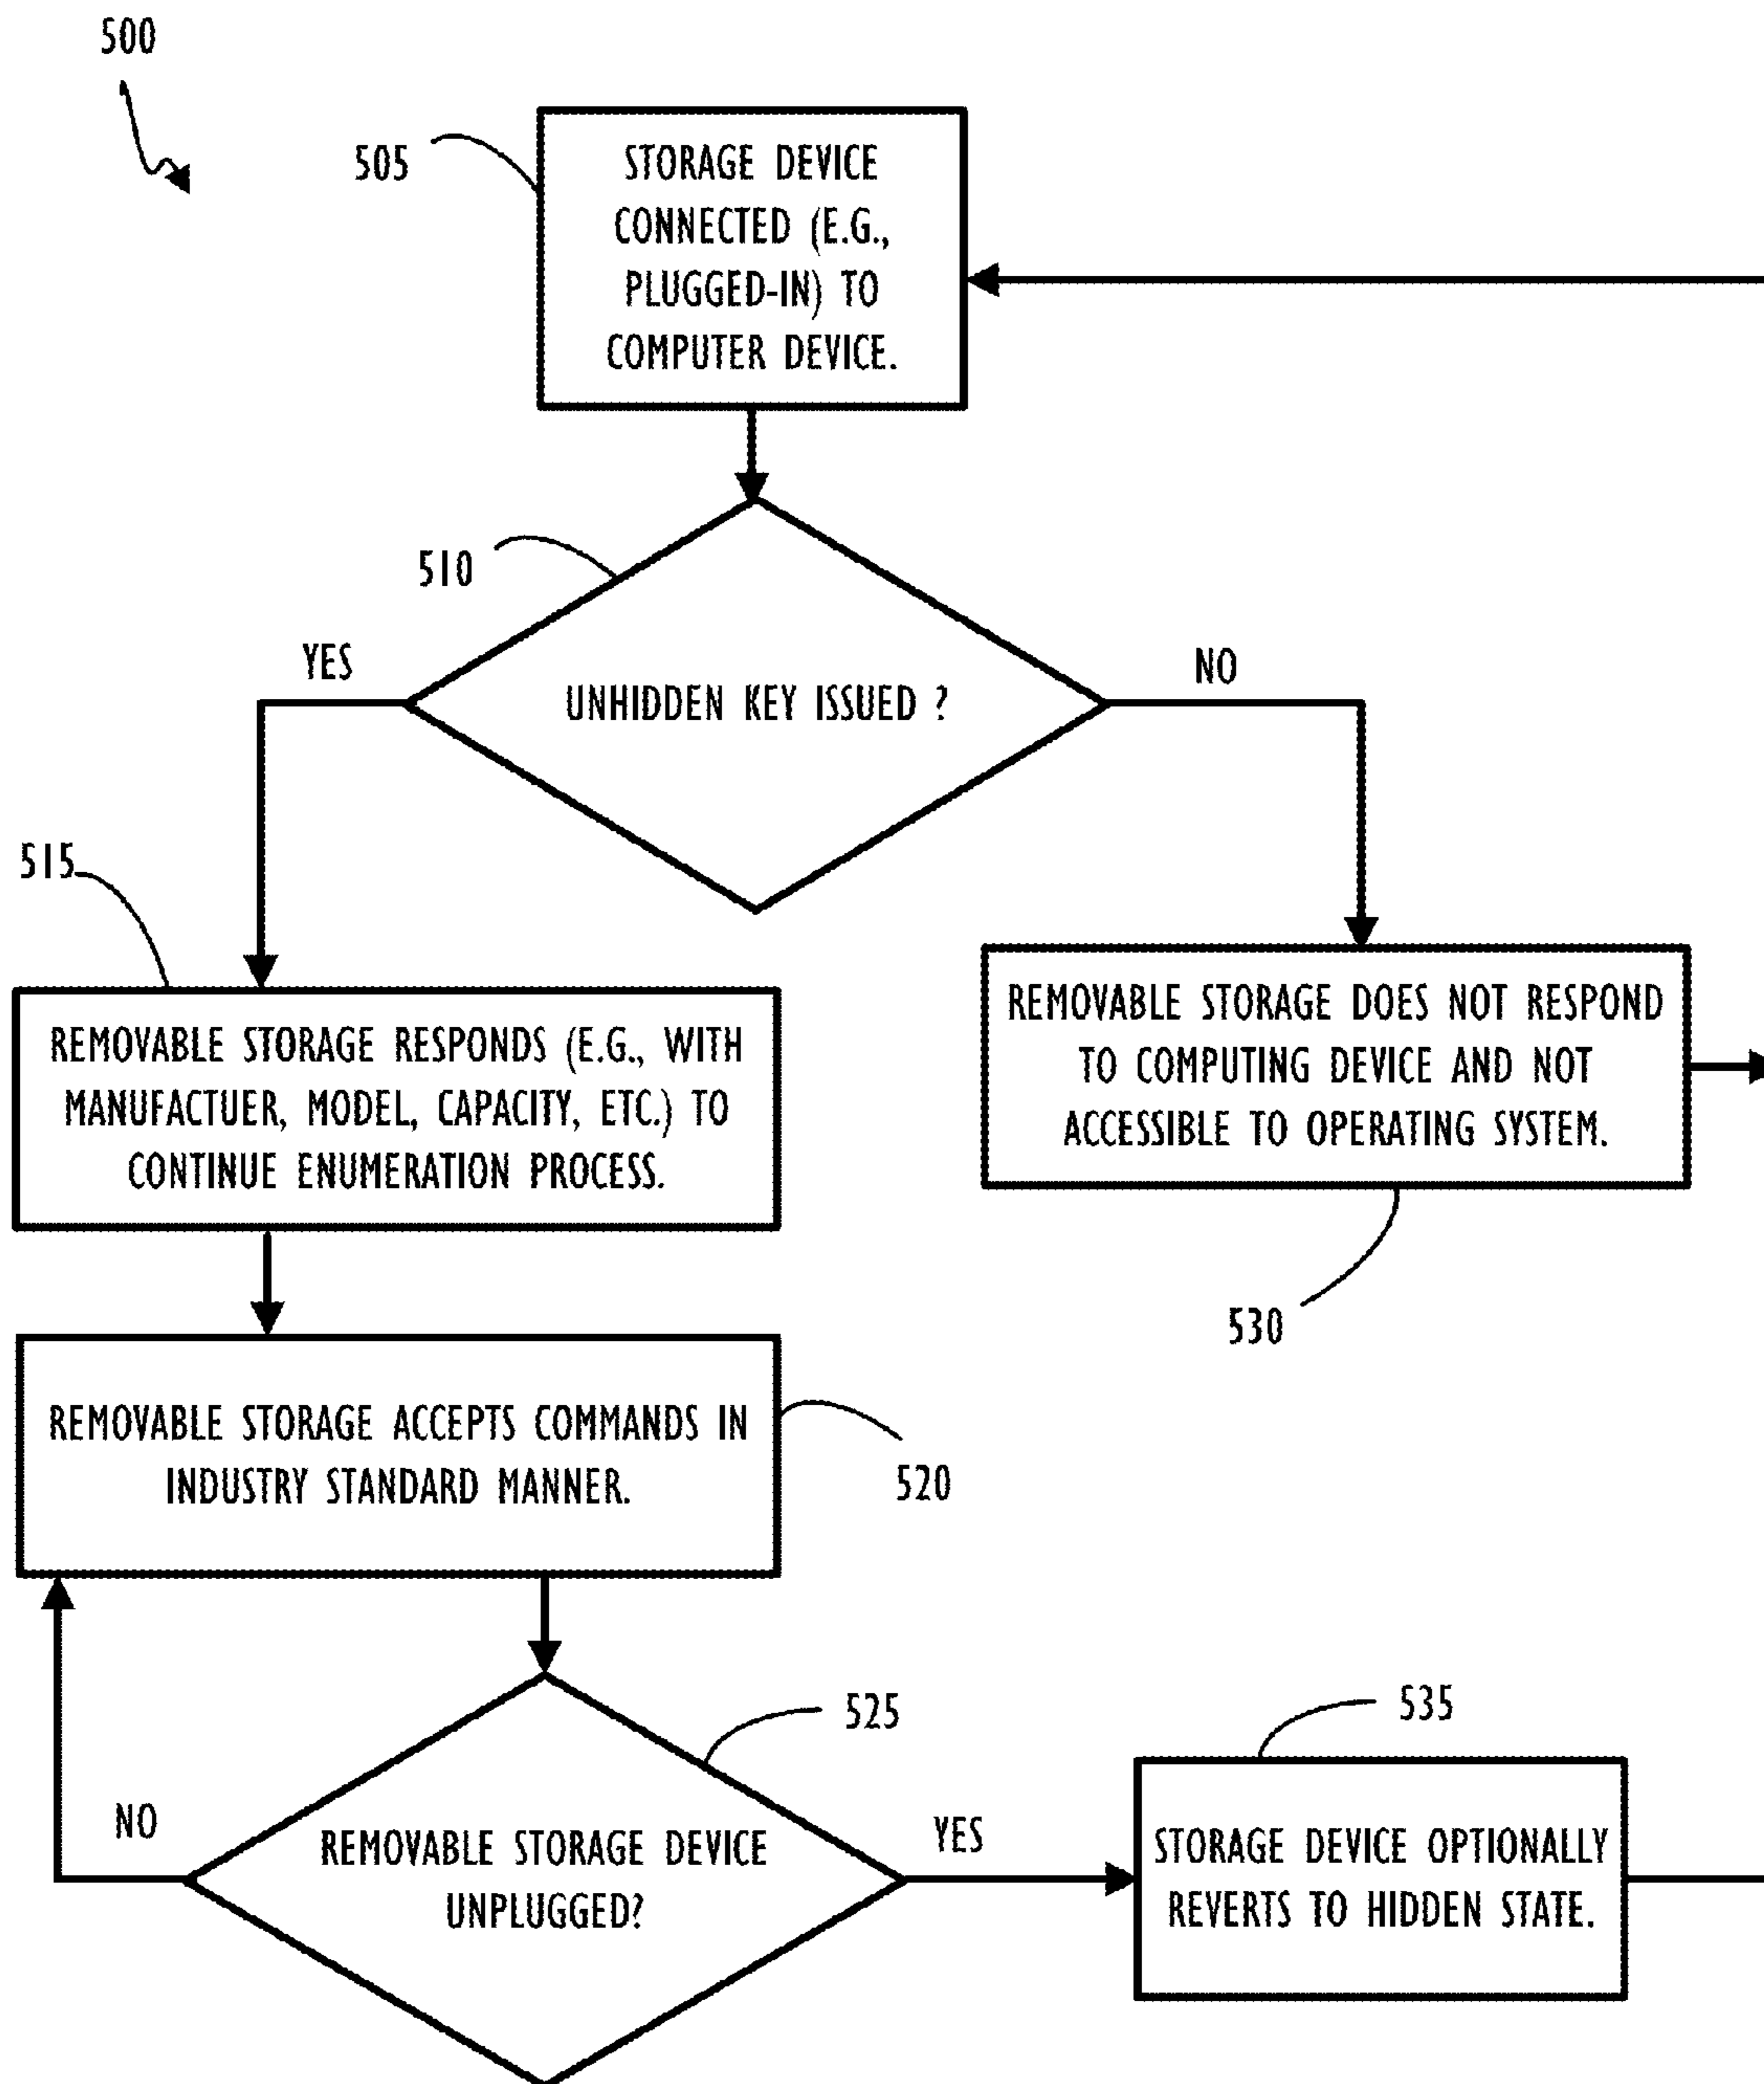 500
505
STORAGE DEVICE
CONNECTED (E.G.,
PLUGGED-IN) TO
COMPUTER DEVICE.
510
UNHIDDEN KEY ISSUED ?
YES
NO
515
REMOVABLE STORAGE RESPONDS (E.G., WITH
MANUFACTUER, MODEL, CAPACITY, ETC.) TO
CONTINUE ENUMERATION PROCESS.
REMOVABLE STORAGE DOES NOT RESPOND
TO COMPUTING DEVICE AND NOT
ACCESSIBLE TO OPERATING SYSTEM.
530
REMOVABLE STORAGE ACCEPTS COMMANDS IN
INDUSTRY STANDARD MANNER.
520
525
REMOVABLE STORAGE DEVICE
UNPLUGGED?
NO
YES
535
STORAGE DEVICE OPTIONALLY
REVERTS TO HIDDEN STATE.